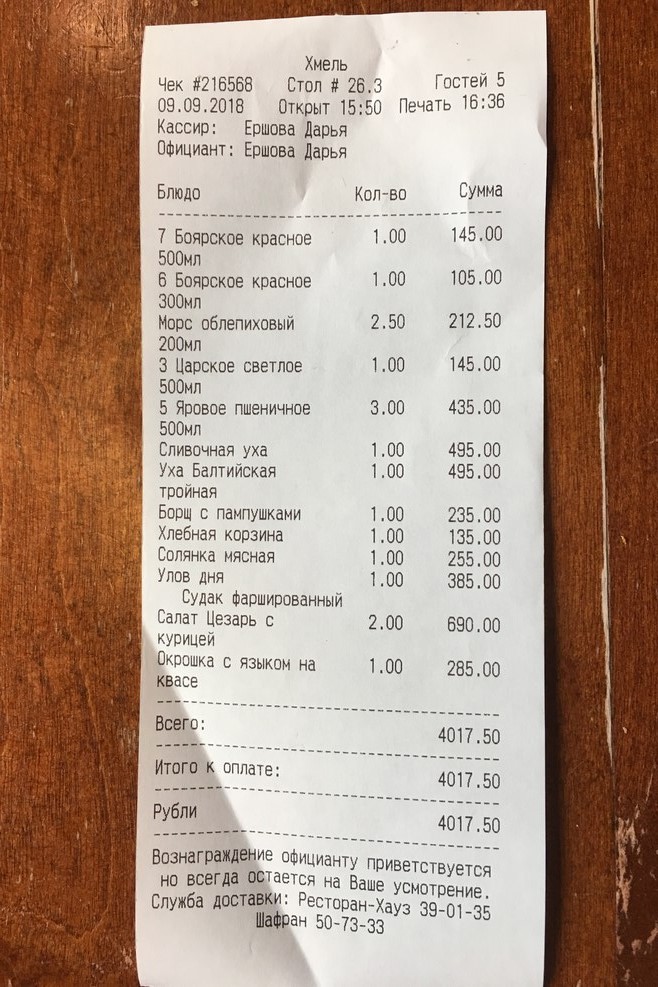 Хмель
Чек #216568 Стол # 26.3 Гостей 5
09.09.2018 Открыт 15:50 Печать 16:36
Кассир: Ершова Дарья
Официант: Ершова Дарья
Блюдо Кол-во Сумма
7 Боярское красное 1.00 145.00
500мл
6 Боярское красное 1.00 105.00
300мл
Морс облепиховый 2.50 212.50
200мл
3 Царское светлое 1.00 145.00
500мл
5 Яровое пшеничное 3.00 435.00
500мл
Сливочная уха 1.00 495.00
Уха Балтийская 1.00 495.00
тройная
Борщ с пампушками 1.00 235.00
Хлебная корзина 1.00 135.00
Солянка мясная 1.00 255.00
Улов дня 1.00 385.00
Судак фаршированный
Салат Цезарь с 2.00 690.00
курицей
Окрошка с языком на 1.00 285.00
квасе
Всего: 4017.50
Итого к оплате: 4017.50
Рубли 4017.50
Вознаграждение официанту приветствуется
но всегда остается на Ваше усмотрение.
Служба доставки: Ресторан-Хауз 39-01-35
Шафран 50-73-33